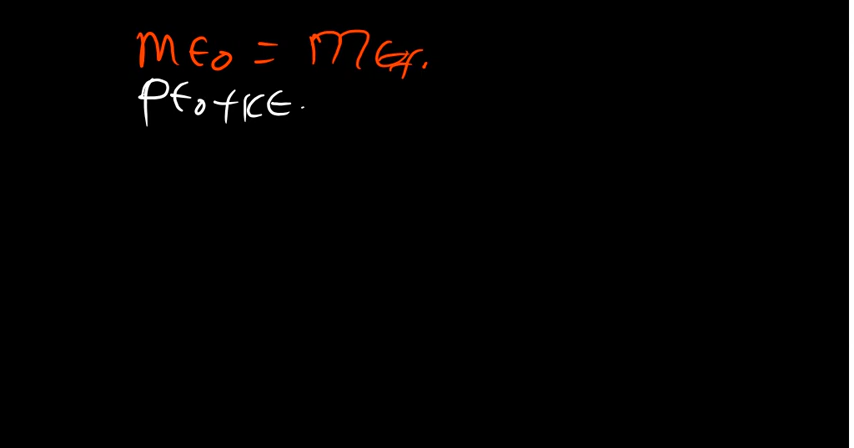 ME₀ = MEf.
PE₀+KE.